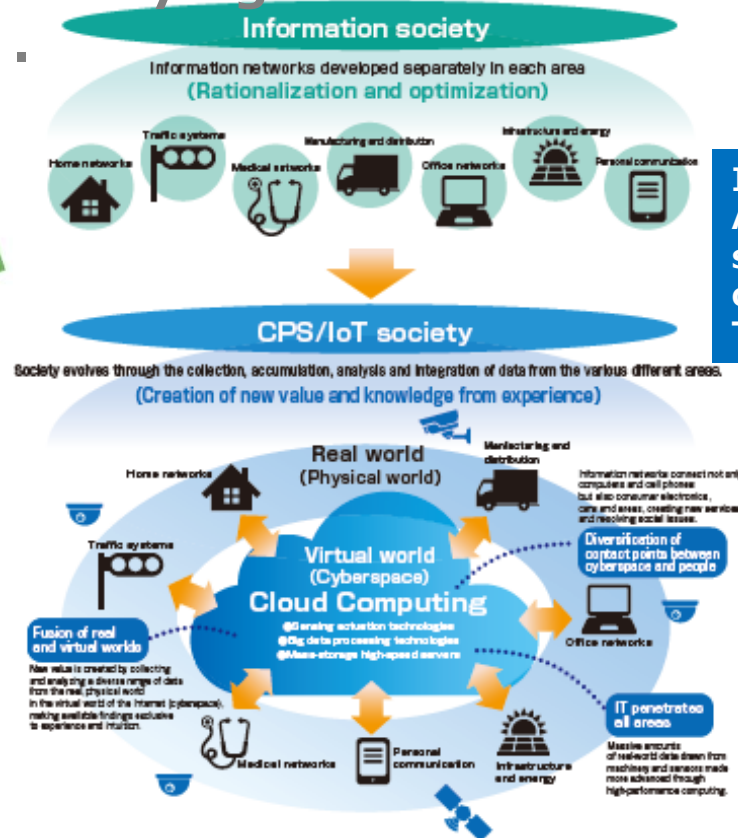 Information society
Information networks developed separately in each area
(Rationalization and optimization)
Home networks
Traffic systems
Medical networks
Manufacturing and distribution
Office networks
Infrastructure and energy
Personal communication
CPS/IoT society
Society evolves through the collection, accumulation, analysis and integration of data from the various different areas.
(Creation of new value and knowledge from experience)
Real world
(Physical world)
Manufacturing and
distribution
Home networks
Information networks connect not only
computers and cell phones
but also consumer electronics,
cars and areas, creating new services
and resolving social issues.
Diversification of
contact points between
cyberspace and people
Traffic systems
Virtual world
(Cyberspace)
Cloud Computing
●Sensing actuation technologies
●Big data processing technologies
●Mass-storage high-speed servers
Office networks
Fusion of real
and virtual worlds
New value is created by collecting
and analyzing a diverse range of data
from the real, physical world
in the virtual world of the internet (cyberspace),
making available findings exclusive
to experience and intuition.
IT penetrates
all areas
Massive amounts
of real-world data drawn from
machinery and sensors made
more advanced through
high-performance computing.
Medical networks
Personal
communication
Infrastructure
and energy